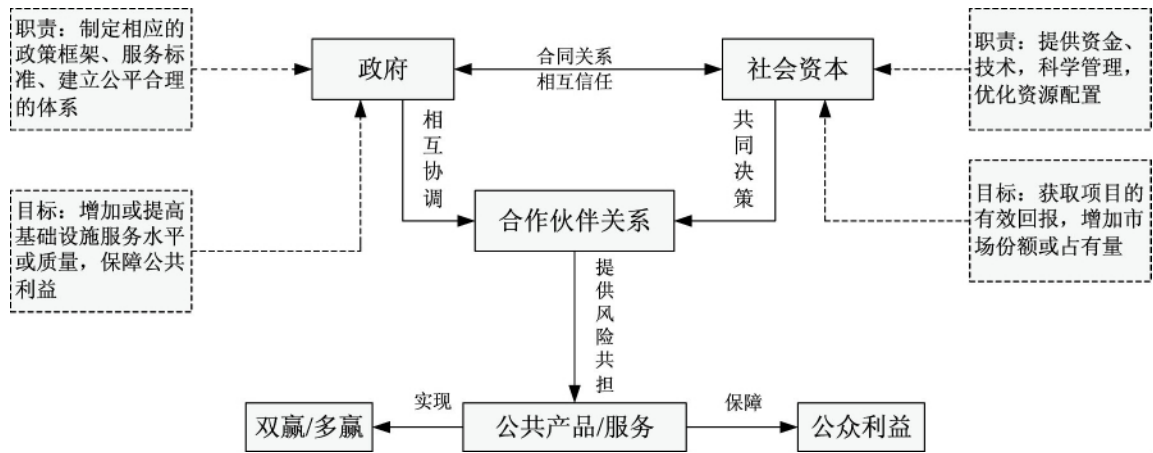 职责：制定相应的
政策框架、服务标
准、建立公平合理
的体系
政府
合同关系
相互信任
社会资本
职责：提供资金、
技术，科学管理，
优化资源配置
相互协调
共同决策
目标：增加或提高
基础设施服务水平
或质量，保障公共
利益
合作伙伴关系
目标：获取项目的
有效回报，增加市
场份额或占有量
提供风险共担
双赢/多赢
实现
公共产品/服务
保障
公众利益